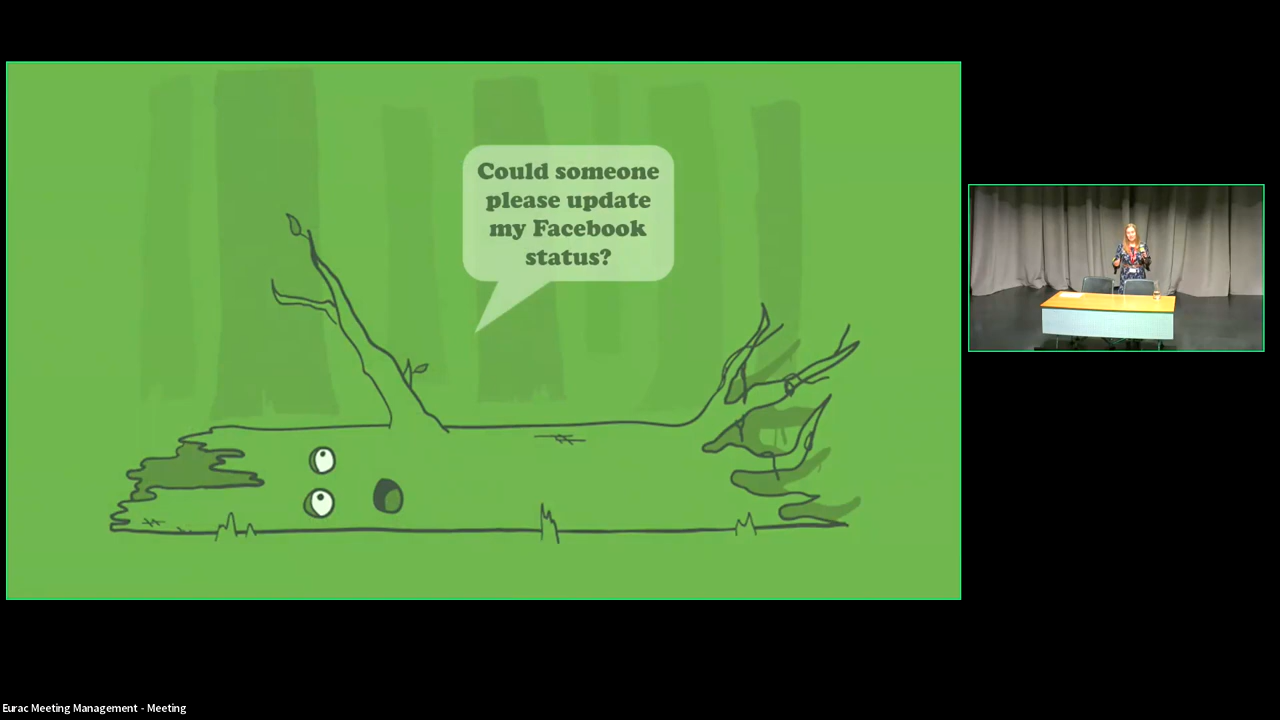 Could someone
please update
my Facebook
status?
Eurac Meeting Management - Meeting